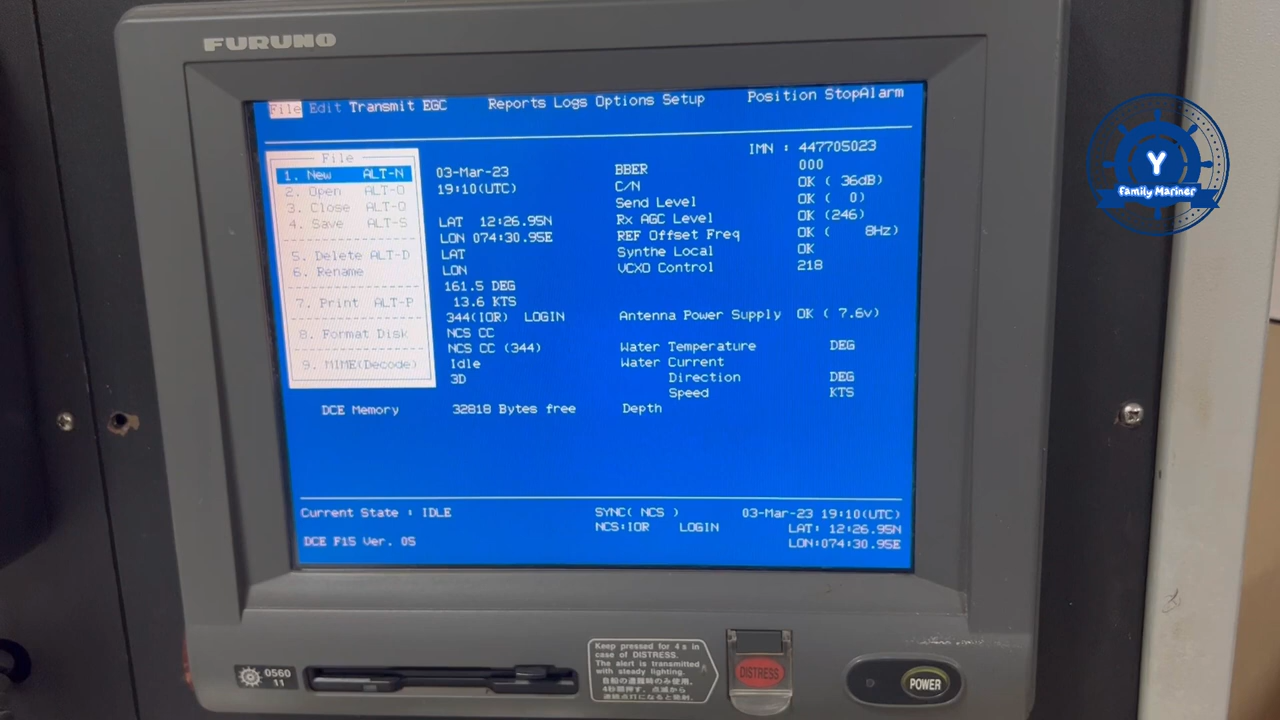 FURUNO
File Edit Transmit EGC Reports Logs Options Setup Position StopAlarm
IMN : 447705023
File
1. New ALT-N
2. Open ALT-O
3. Close ALT-Q
4. Save ALT-S
5. Delete ALT-D
6. Rename
7. Print ALT-P
8. Format Disk
9. MIME(Decode)
03-Mar-23
19:10(UTC)
LAT 12:26.95N
LON 074:30.95E
LAT
LON
161.5 DEG
13.6 KTS
344(IOR) LOGIN
NCS CC
NCS CC (344)
Idle
3D
DCE Memory 32818 Bytes free
BBER 000
C/N OK ( 36dB)
Send Level OK ( 0)
Rx AGC Level OK (246)
REF Offset Freq OK ( 8Hz)
Synthe Local OK
VCXO Control 218
Antenna Power Supply OK ( 7.6v)
Water Temperature DEG
Water Current
Direction DEG
Speed KTS
Depth
Current State : IDLE SYNC( NCS ) 03-Mar-23 19:10(UTC)
NCS:IOR LOGIN LAT: 12:26.95N
DCE F15 Ver. 05 LON:074:30.95E
0560
11
Keep pressed for 4 s in
case of DISTRESS.
The alert is transmitted
with steady lighting.
DISTRESS
POWER
Y
family Mariner